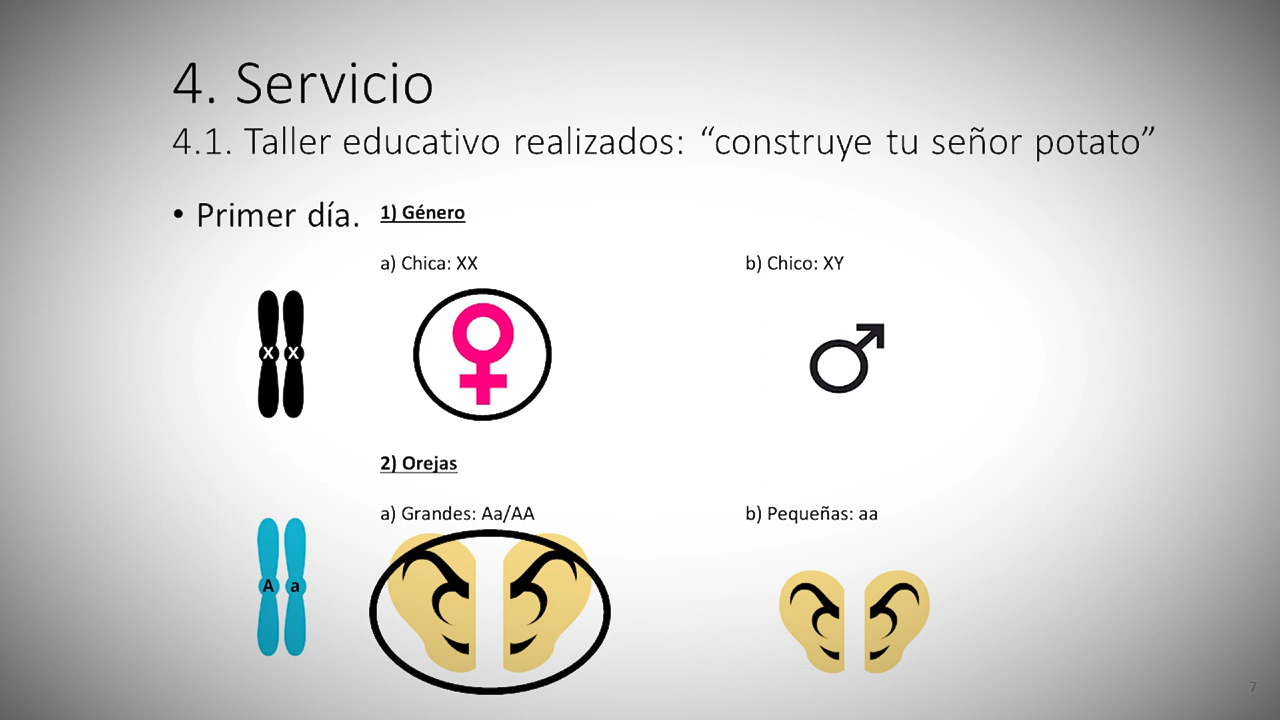 4. Servicio
4.1. Taller educativo realizados: “construye tu señor potato”
• Primer día.
1) Género
a) Chica: XX
b) Chico: XY
X X
2) Orejas
a) Grandes: Aa/AA
b) Pequeñas: aa
A a
7